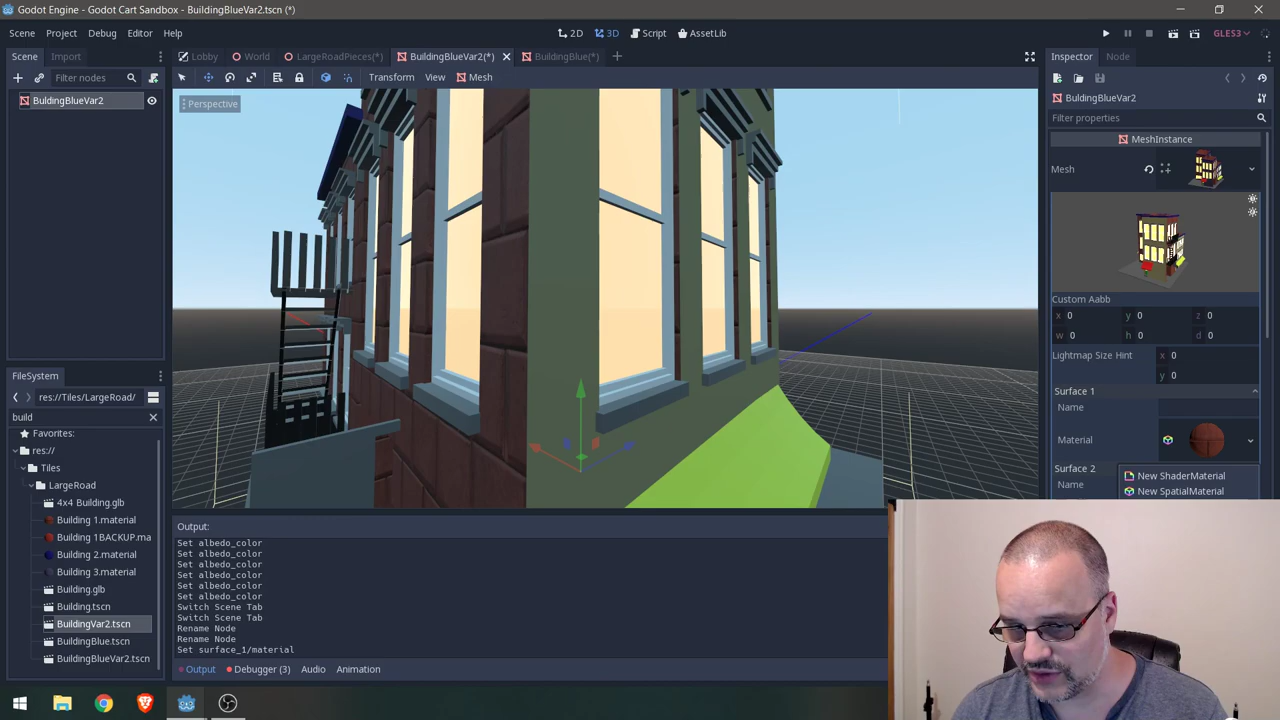 Godot Engine - Godot Cart Sandbox - BuildingBlueVar2.tscn (*)
Scene Project Debug Editor Help
2D 3D Script AssetLib
GLES3
Scene Import
Lobby World LargeRoadPieces(*) BuildingBlueVar2(*) BuildingBlue(*)
Inspector Node
Filter nodes
Transform View Mesh
BuldingBlueVar2
Perspective
BuldingBlueVar2
Filter properties
MeshInstance
Mesh
Custom Aabb
x 0 y 0 z 0
w 0 h 0 d 0
Lightmap Size Hint x 0
y 0
Surface 1
Name
Material
Surface 2
Name
New ShaderMaterial
New SpatialMaterial
FileSystem
res://Tiles/LargeRoad/
build
Favorites:
res://
Tiles
LargeRoad
4x4 Building.glb
Building 1.material
Building 1BACKUP.ma
Building 2.material
Building 3.material
Building.glb
Building.tscn
BuildingVar2.tscn
BuildingBlue.tscn
BuildingBlueVar2.tscn
Output:
Set albedo_color
Set albedo_color
Set albedo_color
Set albedo_color
Set albedo_color
Set albedo_color
Switch Scene Tab
Switch Scene Tab
Rename Node
Rename Node
Set surface_1/material
Output Debugger (3) Audio Animation